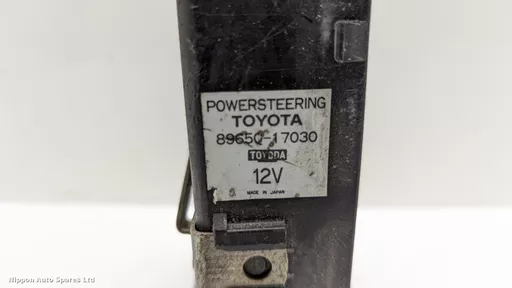 POWERSTEERING
TOYOTA
89650-17030
TOYODA
12V
MADE IN JAPAN
Nippon Auto Spares Ltd